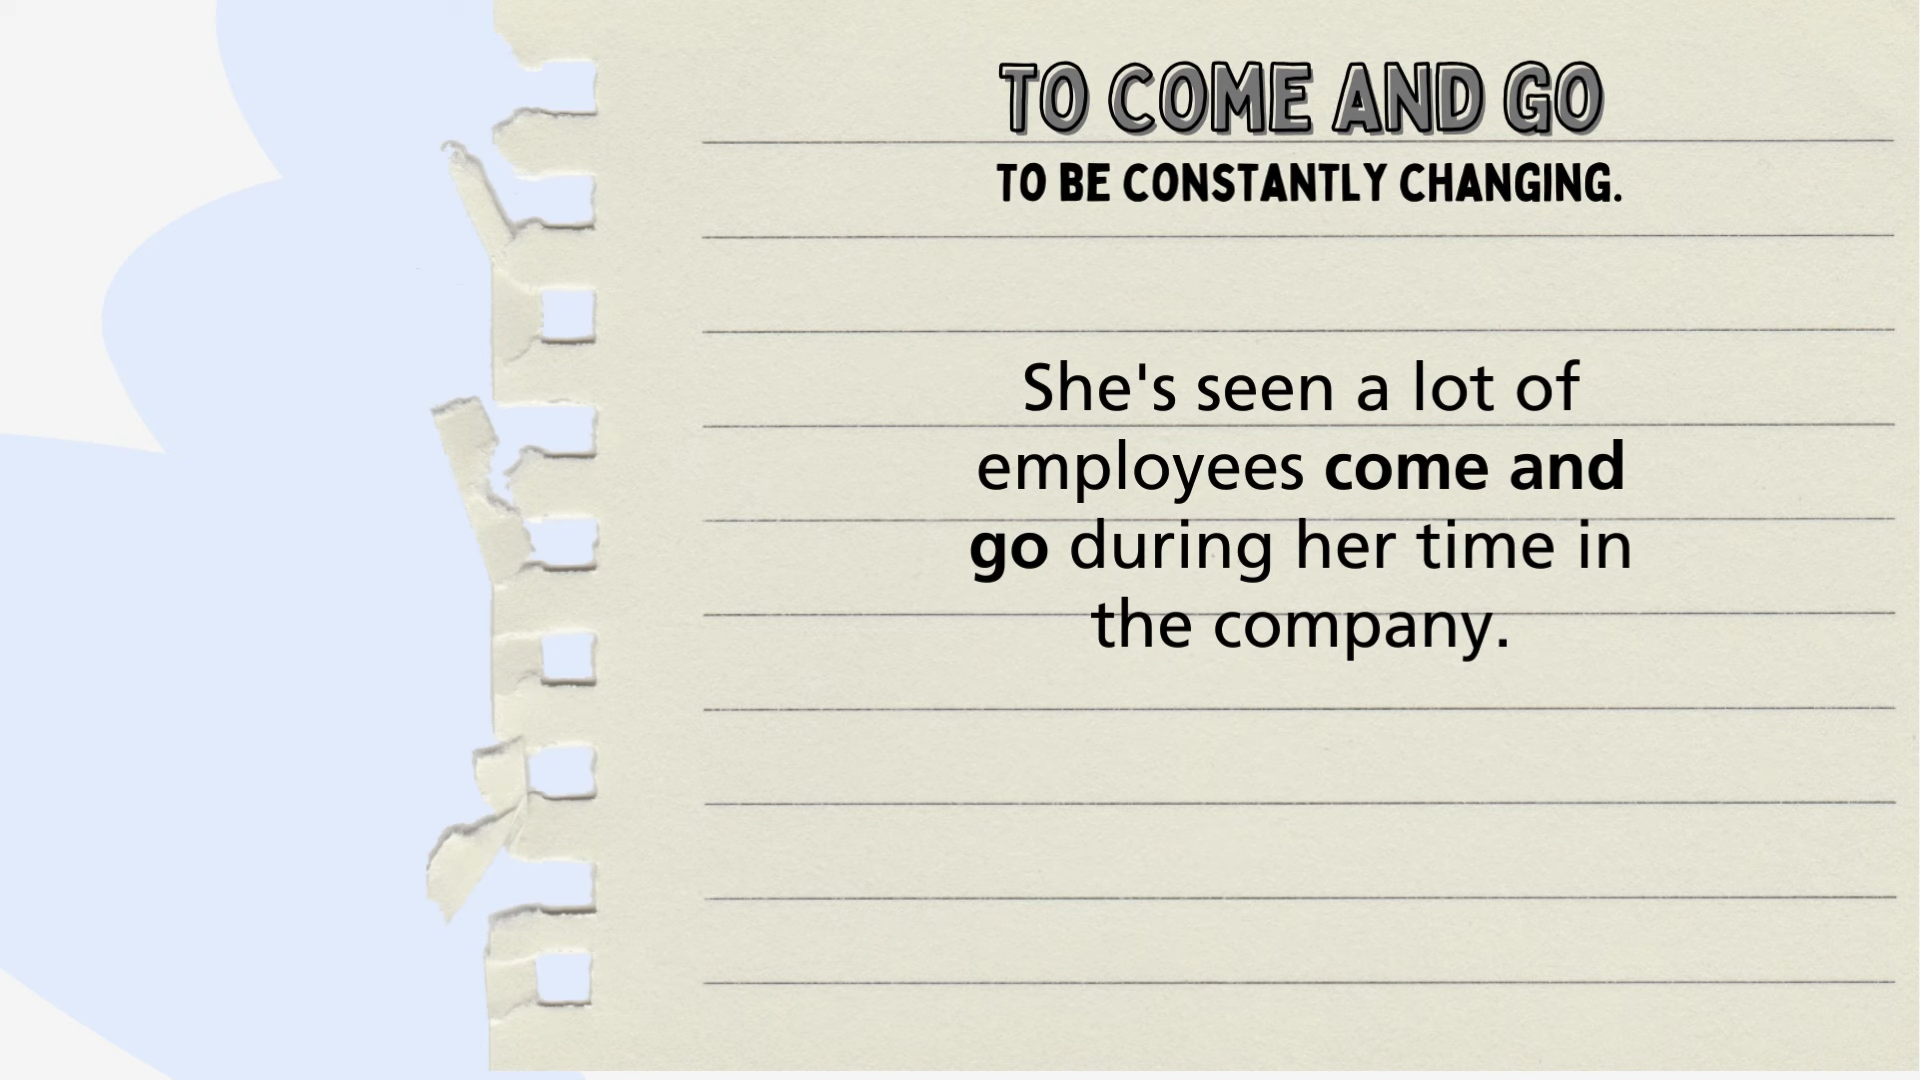 TO COME AND GO
TO BE CONSTANTLY CHANGING.
She's seen a lot of
employees come and
go during her time in
the company.